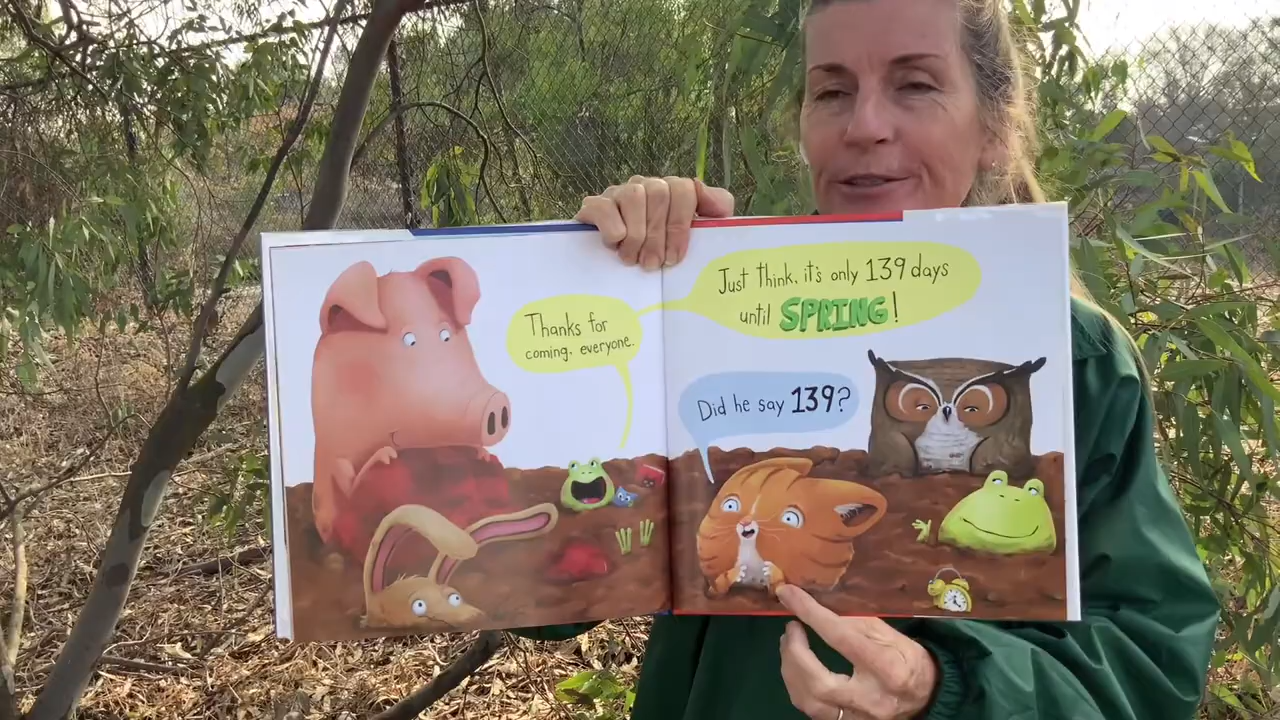 Thanks for
coming, everyone.
Just think, it's only 139 days
until SPRING!
Did he say 139?